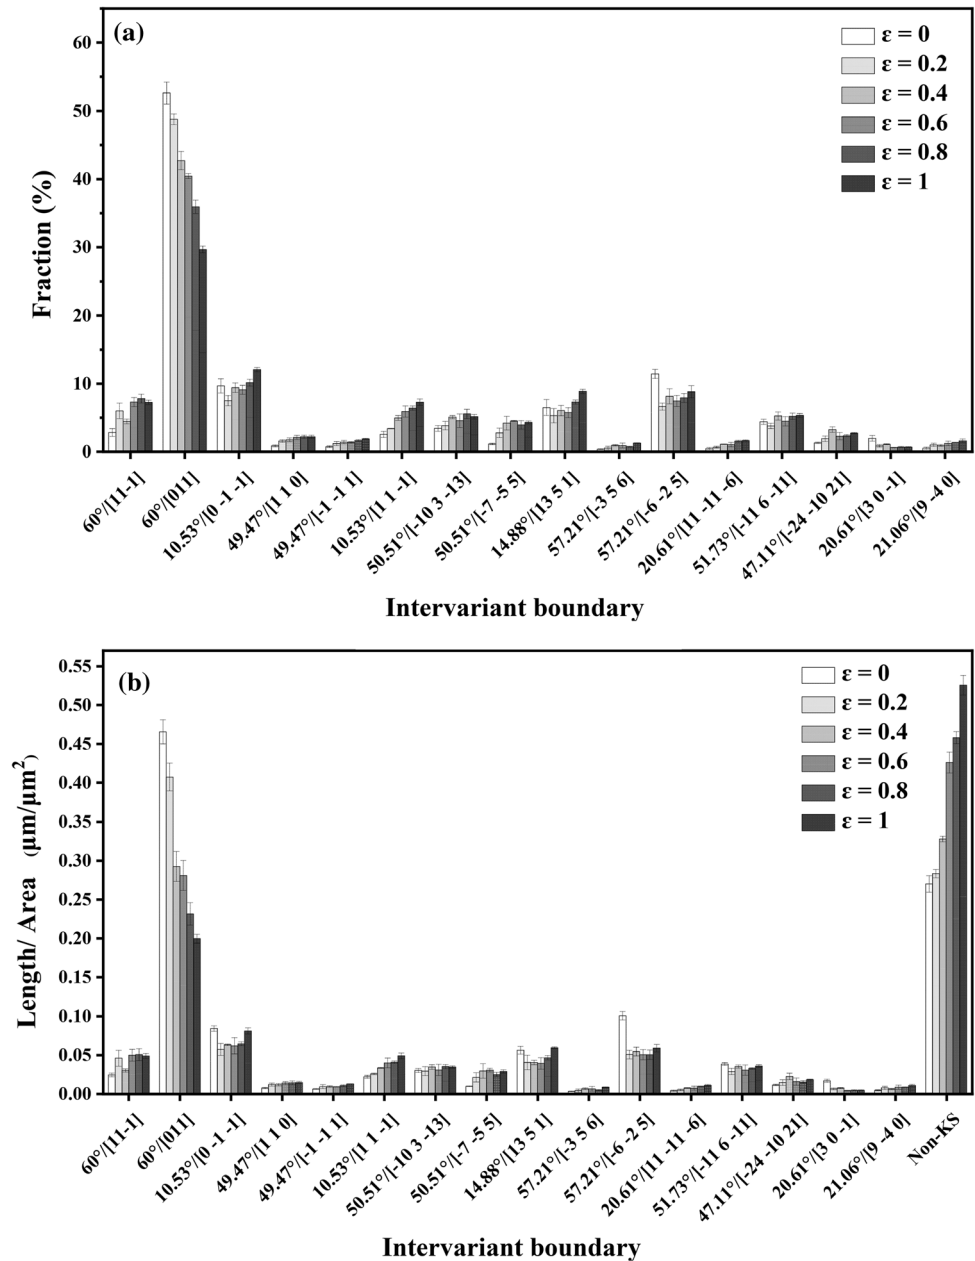 (a)
ε = 0
ε = 0.2
ε = 0.4
ε = 0.6
ε = 0.8
ε = 1
60
50
40
30
20
10
0
Fraction (%)
60°/[11-1]
60°/[011]
10.53°/[0 -1 -1]
49.47°/[1 1 0]
49.47°/[-1 -1 1]
10.53°/[1 1 -1]
50.51°/[-10 3 -13]
50.51°/[-7 -5 5]
14.88°/[13 5 1]
57.21°/[-3 5 6]
57.21°/[-6 -2 5]
20.61°/[11 -11 -6]
51.73°/[-11 6 -11]
47.11°/[-24 -10 21]
20.61°/[3 0 -1]
21.06°/[9 -4 0]
Intervariant boundary
(b)
ε = 0
ε = 0.2
ε = 0.4
ε = 0.6
ε = 0.8
ε = 1
0.55
0.50
0.45
0.40
0.35
0.30
0.25
0.20
0.15
0.10
0.05
0.00
Length/ Area (μm/μm²)
60°/[11-1]
60°/[011]
10.53°/[0 -1 -1]
49.47°/[1 1 0]
49.47°/[-1 -1 1]
10.53°/[1 1 -1]
50.51°/[-10 3 -13]
50.51°/[-7 -5 5]
14.88°/[13 5 1]
57.21°/[-3 5 6]
57.21°/[-6 -2 5]
20.61°/[11 -11 -6]
51.73°/[-11 6 -11]
47.11°/[-24 -10 21]
20.61°/[3 0 -1]
21.06°/[9 -4 0]
Non-KS
Intervariant boundary